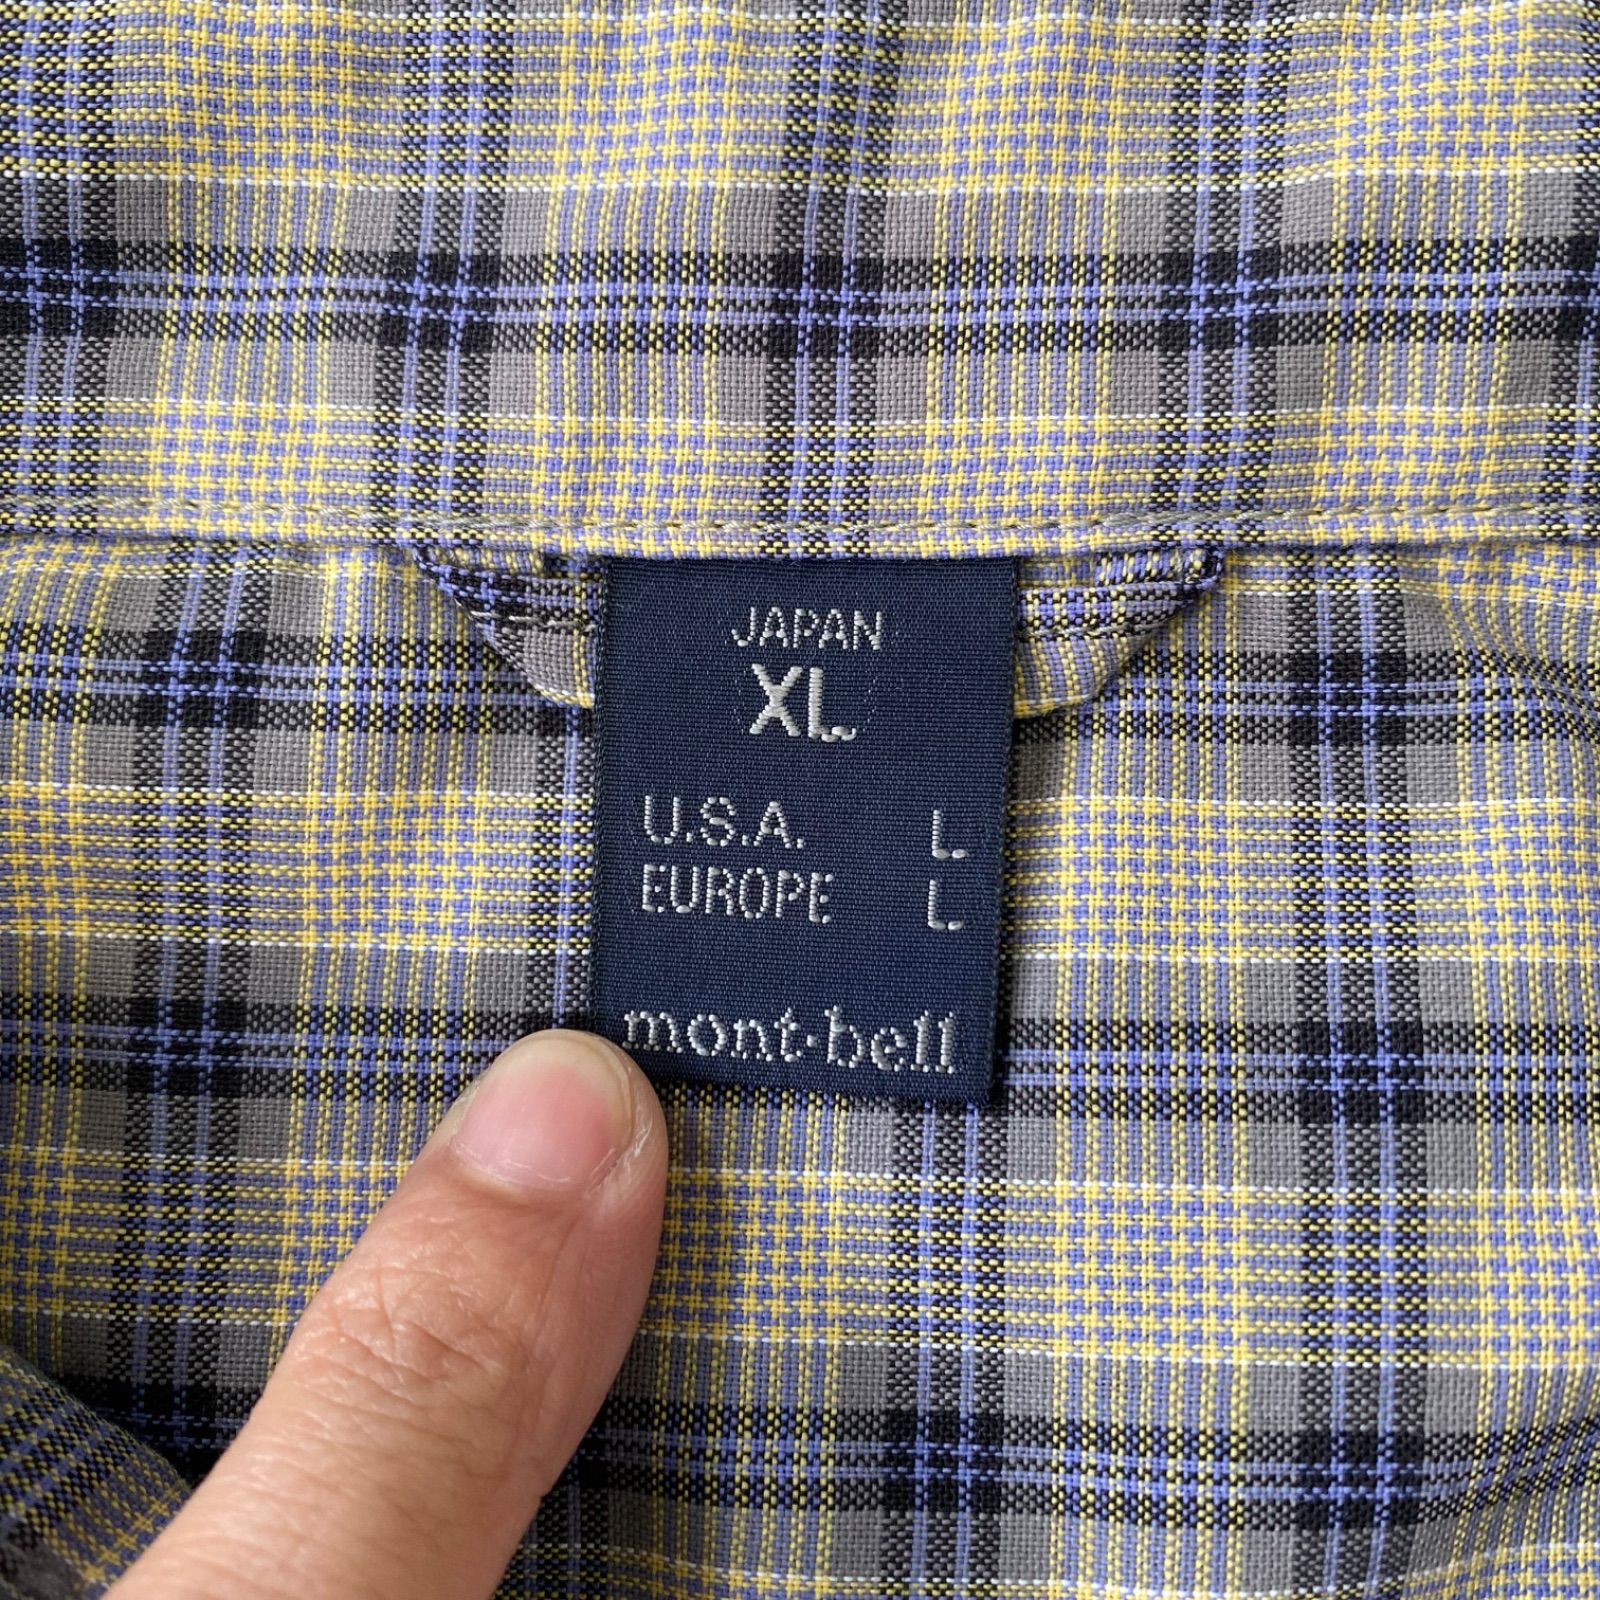 JAPAN
XL
U.S.A. L
EUROPE L
mont·bell